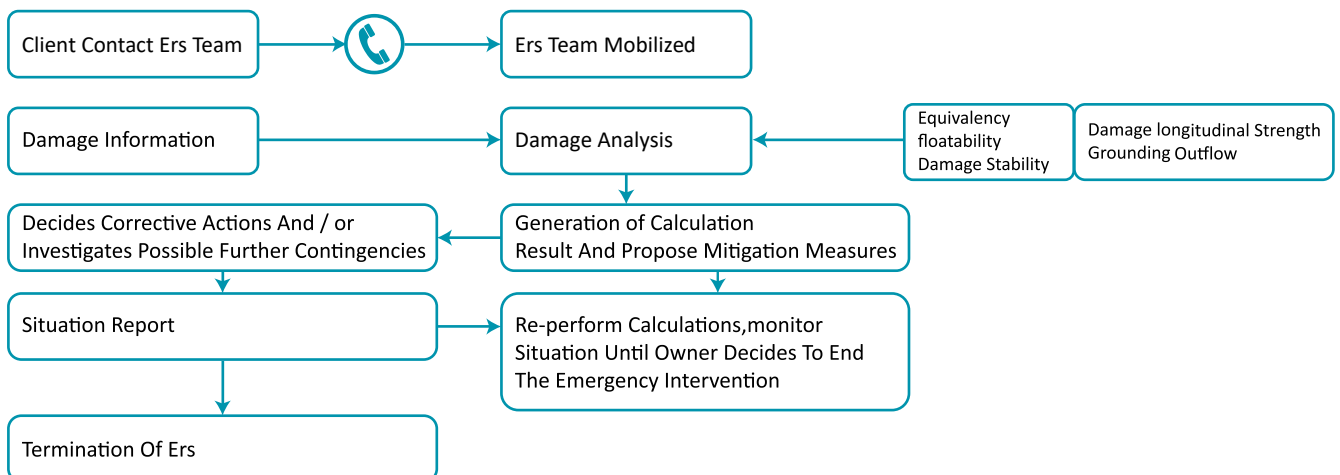 Client Contact Ers Team
Ers Team Mobilized
Damage Information
Damage Analysis
Equivalency
floatability
Damage Stability
Damage longitudinal Strength
Grounding Outflow
Decides Corrective Actions And / or
Investigates Possible Further Contingencies
Generation of Calculation
Result And Propose Mitigation Measures
Situation Report
Re-perform Calculations,monitor
Situation Until Owner Decides To End
The Emergency Intervention
Termination Of Ers